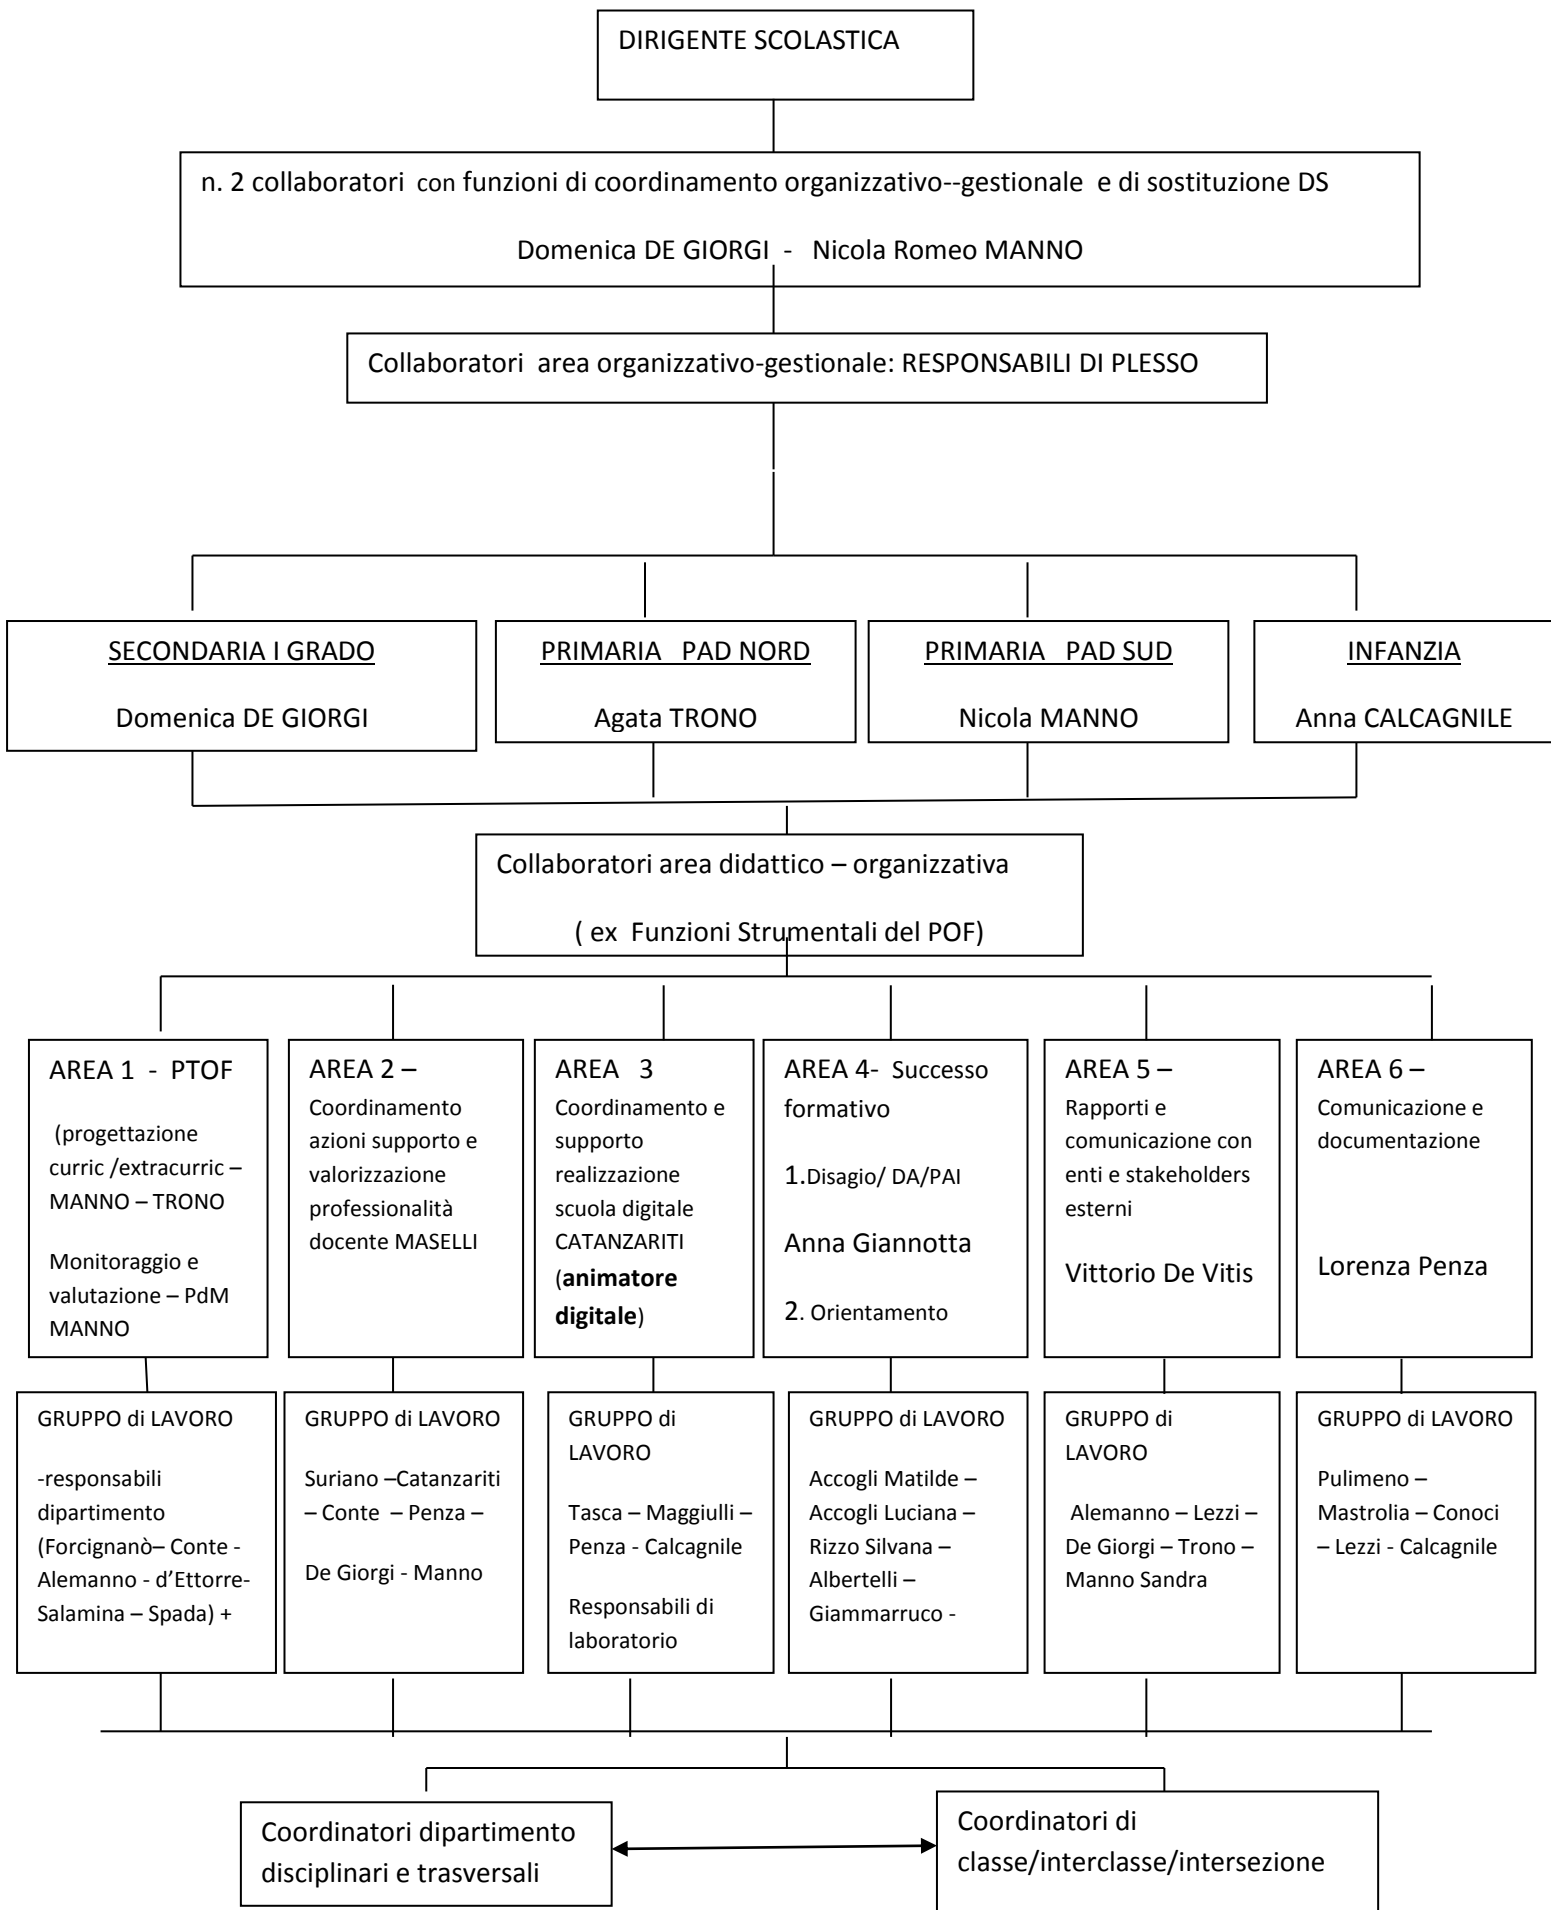 DIRIGENTE SCOLASTICA
n. 2 collaboratori con funzioni di coordinamento organizzativo--gestionale e di sostituzione DS
Domenica DE GIORGI - Nicola Romeo MANNO
Collaboratori area organizzativo-gestionale: RESPONSABILI DI PLESSO
SECONDARIA I GRADO
Domenica DE GIORGI
PRIMARIA PAD NORD
Agata TRONO
PRIMARIA PAD SUD
Nicola MANNO
INFANZIA
Anna CALCAGNILE
Collaboratori area didattico – organizzativa
( ex Funzioni Strumentali del POF)
AREA 1 - PTOF
(progettazione
curric /extracurric –
MANNO – TRONO
Monitoraggio e
valutazione – PdM
MANNO
AREA 2 –
Coordinamento
azioni supporto e
valorizzazione
professionalità
docente MASELLI
AREA 3
Coordinamento e
supporto
realizzazione
scuola digitale
CATANZARITI
(animatore
digitale)
AREA 4- Successo
formativo
1.Disagio/ DA/PAI
Anna Giannotta
2. Orientamento
AREA 5 –
Rapporti e
comunicazione con
enti e stakeholders
esterni
Vittorio De Vitis
AREA 6 –
Comunicazione e
documentazione
Lorenza Penza
GRUPPO di LAVORO
-responsabili
dipartimento
(Forcignanò– Conte -
Alemanno - d’Ettorre-
Salamina – Spada) +
GRUPPO di LAVORO
Suriano –Catanzariti
– Conte – Penza –
De Giorgi - Manno
GRUPPO di
LAVORO
Tasca – Maggiulli –
Penza - Calcagnile
Responsabili di
laboratorio
GRUPPO di LAVORO
Accogli Matilde –
Accogli Luciana –
Rizzo Silvana –
Albertelli –
Giammarruco -
GRUPPO di
LAVORO
Alemanno – Lezzi –
De Giorgi – Trono –
Manno Sandra
GRUPPO di LAVORO
Pulimeno –
Mastrolia – Conoci
– Lezzi - Calcagnile
Coordinatori dipartimento
disciplinari e trasversali
Coordinatori di
classe/interclasse/intersezione